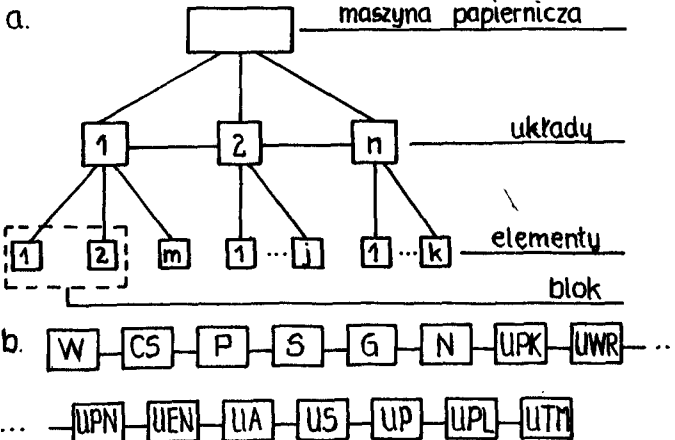 a. maszyna papiernicza
układy
1 2 n
elementy
1 2 m 1 ... j 1 ... k
blok
b. W CS P S G N UPK UWR ..
... UPN UEN UA US UP UPL UTM